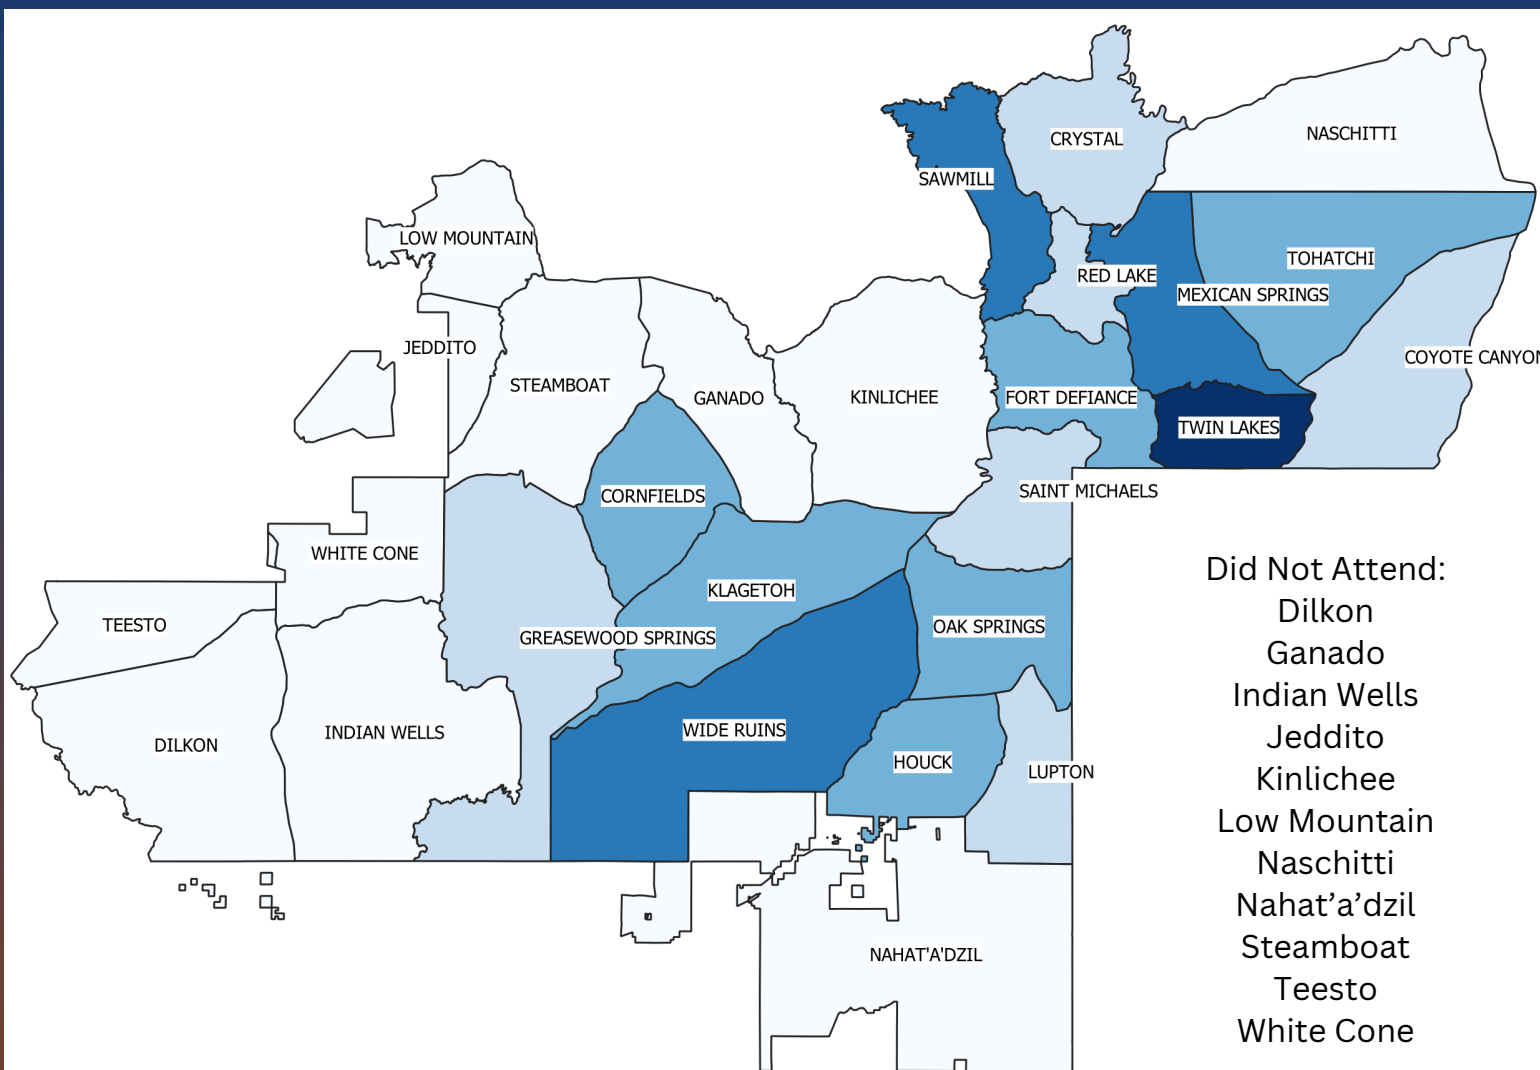 CRYSTAL
NASCHITTI
SAWMILL
LOW MOUNTAIN
TOHATCHI
RED LAKE
MEXICAN SPRINGS
JEDDITO
COYOTE CANYON
STEAMBOAT
GANADO
KINLICHEE
FORT DEFIANCE
TWIN LAKES
CORNFIELDS
SAINT MICHAELS
WHITE CONE
KLAGETOH
TEESTO
GREASEWOOD SPRINGS
OAK SPRINGS
DILKON
INDIAN WELLS
WIDE RUINS
HOUCK
LUPTON
NAHAT'A'DZIL
Did Not Attend:
Dilkon
Ganado
Indian Wells
Jeddito
Kinlichee
Low Mountain
Naschitti
Nahat’a’dzil
Steamboat
Teesto
White Cone